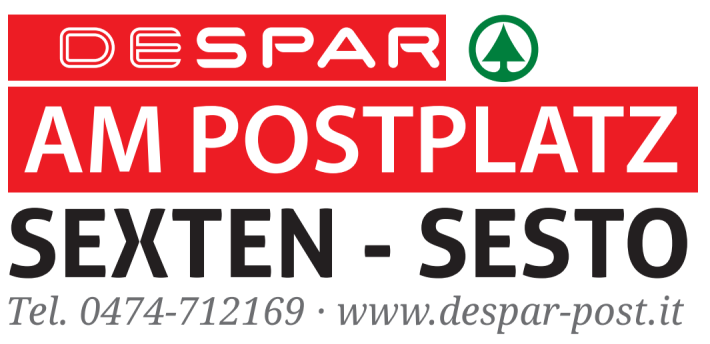 DESPAR
AM POSTPLATZ
SEXTEN - SESTO
Tel. 0474-712169 · www.despar-post.it